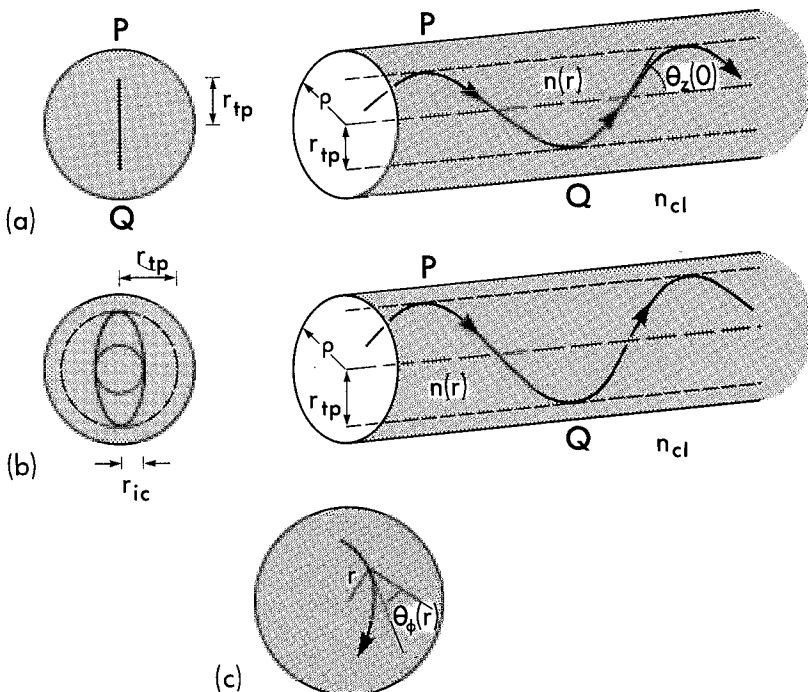 P
r_tp
Q
(a)
P
ρ
r_tp
n(r)
θ_z(0)
Q
n_cl
r_tp
(b)
r_ic
P
ρ
r_tp
n(r)
Q
n_cl
r
θ_ϕ(r)
(c)